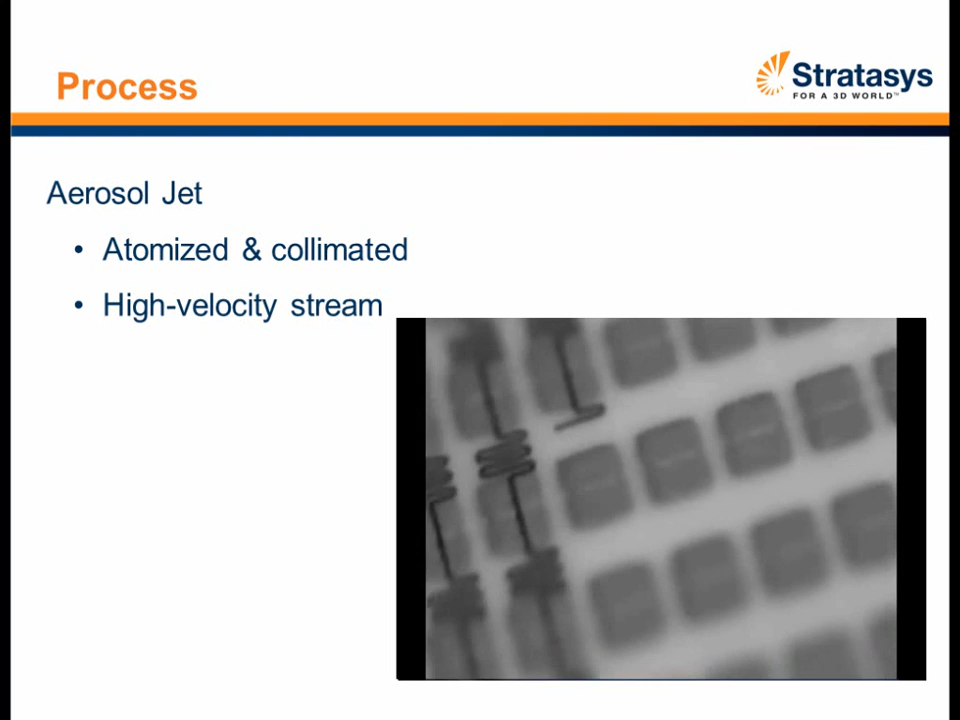 Process
Stratasys
FOR A 3D WORLD™
Aerosol Jet
• Atomized & collimated
• High-velocity stream